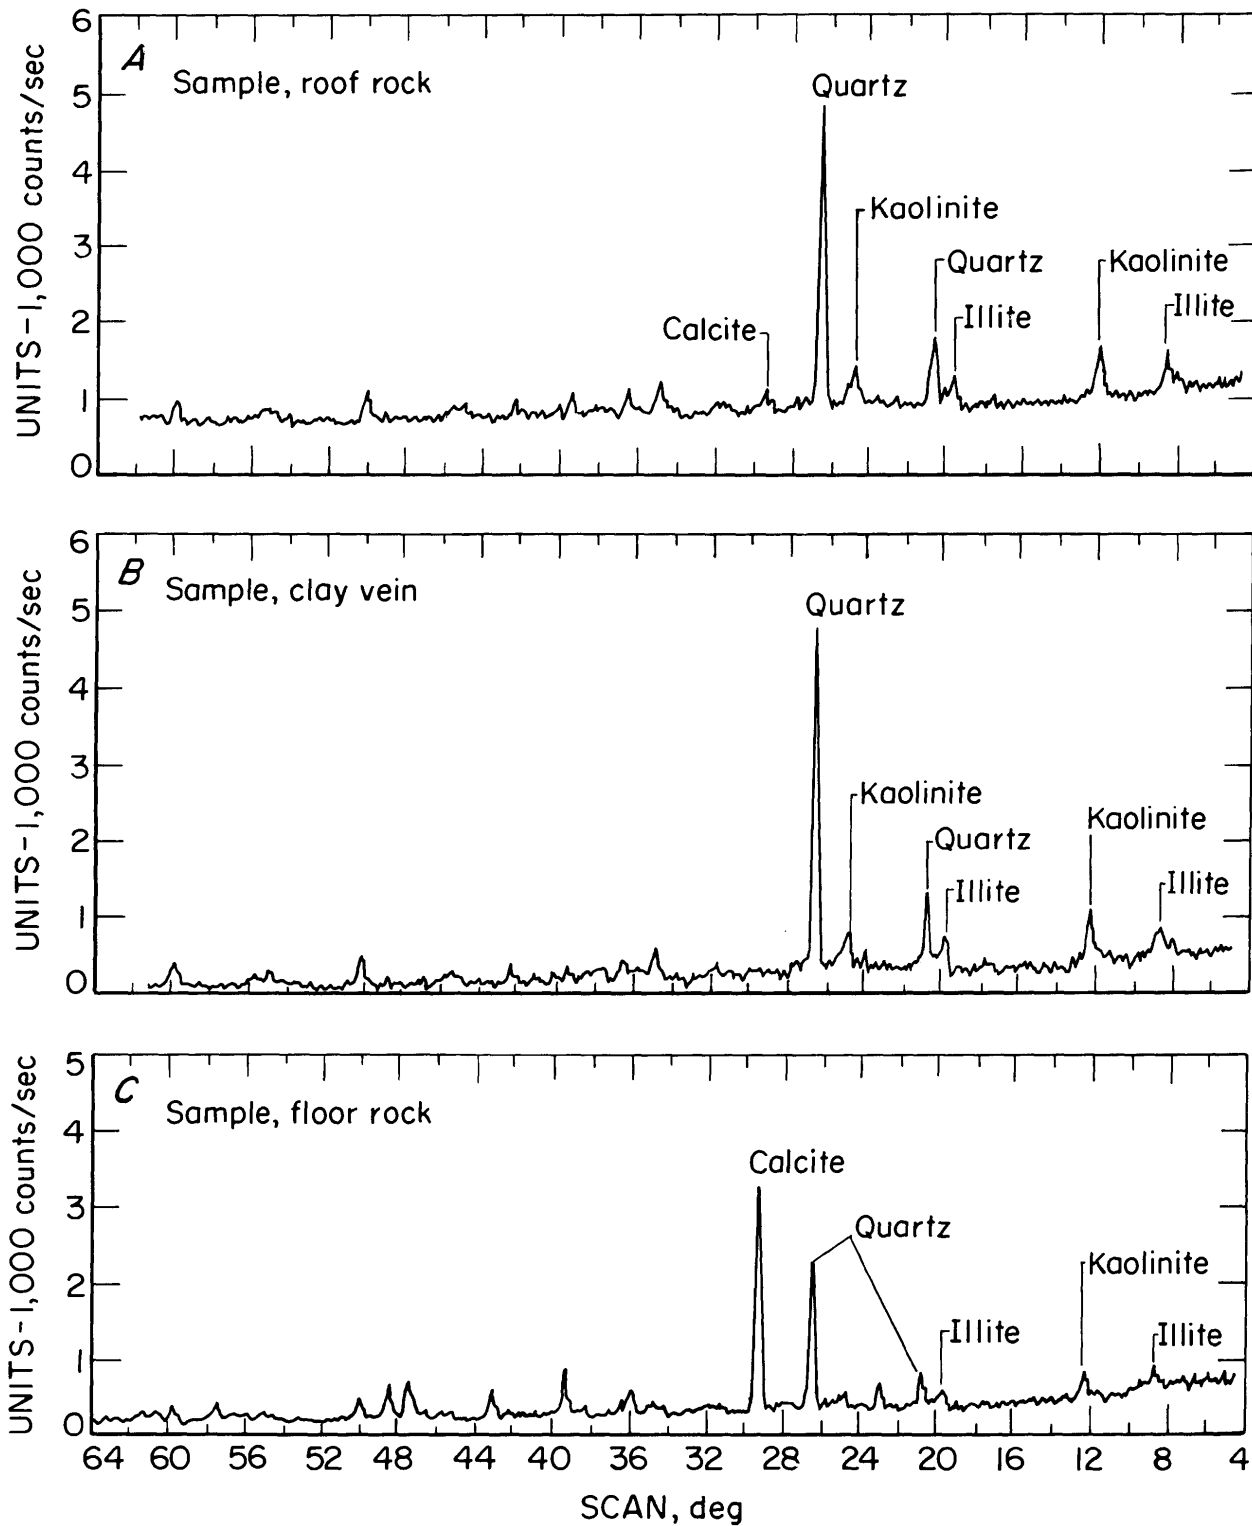 6
A
Sample, roof rock
5
Quartz
4
Kaolinite
3
Quartz
Kaolinite
2
Calcite
Illite
Illite
1
0
UNITS-1,000 counts/sec
6
B
Sample, clay vein
5
Quartz
4
3
Kaolinite
2
Quartz
Kaolinite
1
Illite
Illite
0
UNITS-1,000 counts/sec
5
C
Sample, floor rock
4
Calcite
3
Quartz
2
Kaolinite
1
Illite
Illite
0
UNITS-1,000 counts/sec
64 60 56 52 48 44 40 36 32 28 24 20 16 12 8 4
SCAN, deg